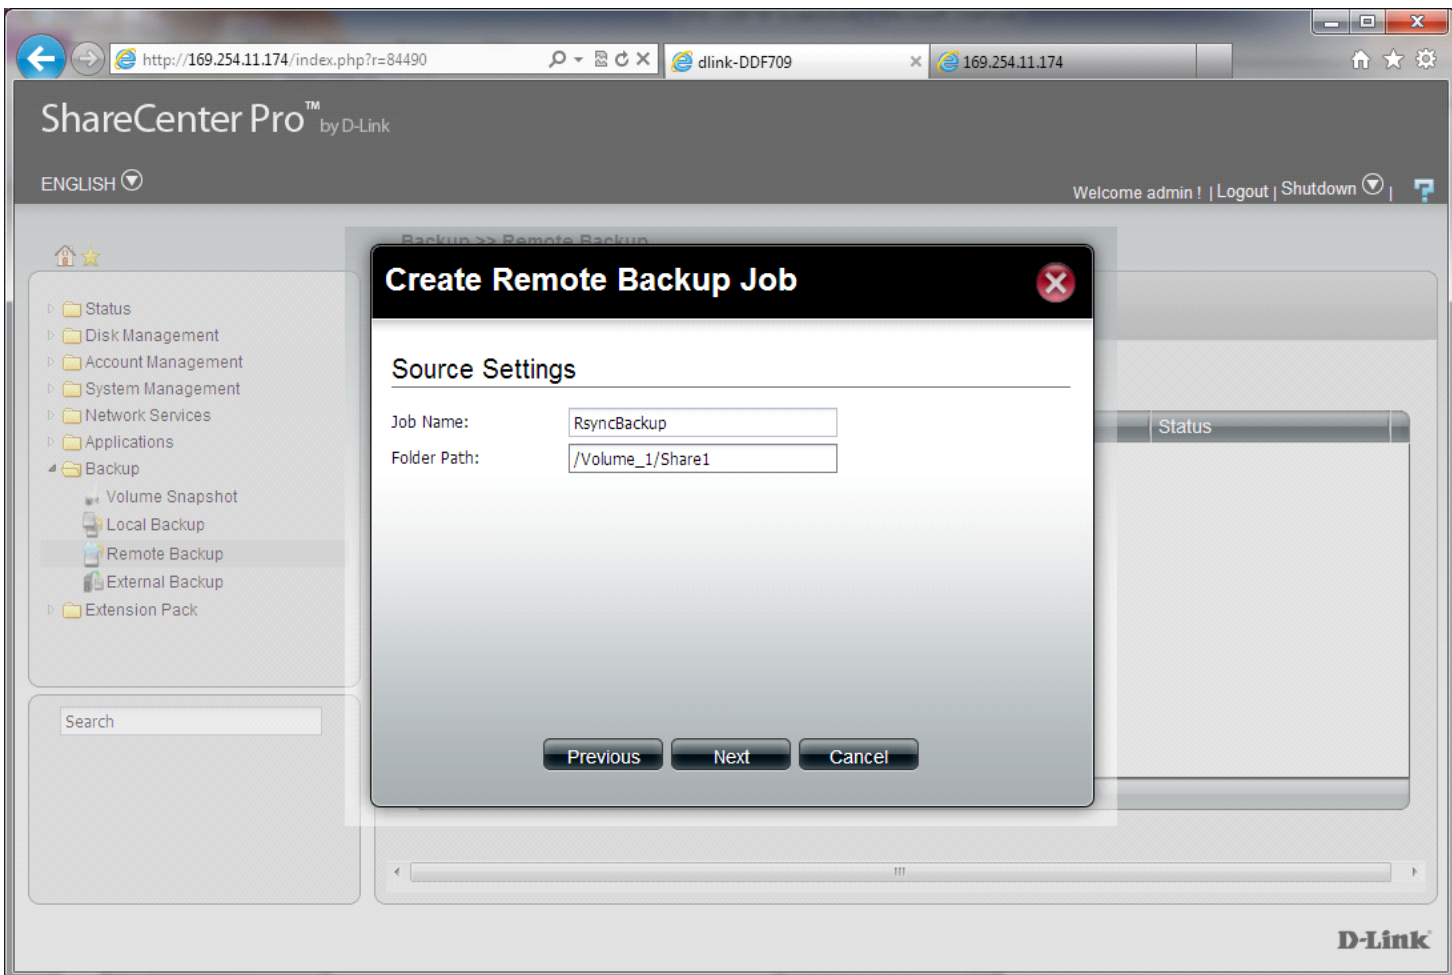 http://169.254.11.174/index.php?r=84490
dlink-DDF709
169.254.11.174
ShareCenter Pro™ by D-Link
ENGLISH
Welcome admin ! | Logout | Shutdown |
Backup >> Remote Backup
Create Remote Backup Job
Status
Disk Management
Account Management
System Management
Network Services
Applications
Backup
Volume Snapshot
Local Backup
Remote Backup
External Backup
Extension Pack
Search
Source Settings
Job Name: RsyncBackup
Folder Path: /Volume_1/Share1
Status
Previous Next Cancel
D-Link